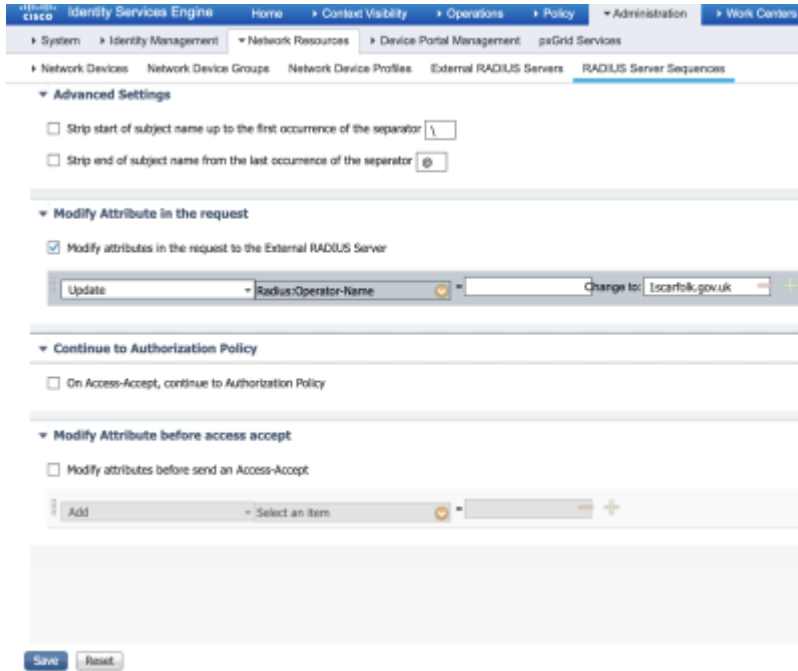 cisco Identity Services Engine Home Context Visibility Operations Policy Administration Work Centers
System Identity Management Network Resources Device Portal Management pxGrid Services
Network Devices Network Device Groups Network Device Profiles External RADIUS Servers RADIUS Server Sequences
Advanced Settings
Strip start of subject name up to the first occurrence of the separator \
Strip end of subject name from the last occurrence of the separator @
Modify Attribute in the request
Modify attributes in the request to the External RADIUS Server
Update Radius:Operator-Name = Change to: 1scarfolk.gov.uk
Continue to Authorization Policy
On Access-Accept, continue to Authorization Policy
Modify Attribute before access accept
Modify attributes before send an Access-Accept
Add Select an item =
Save Reset